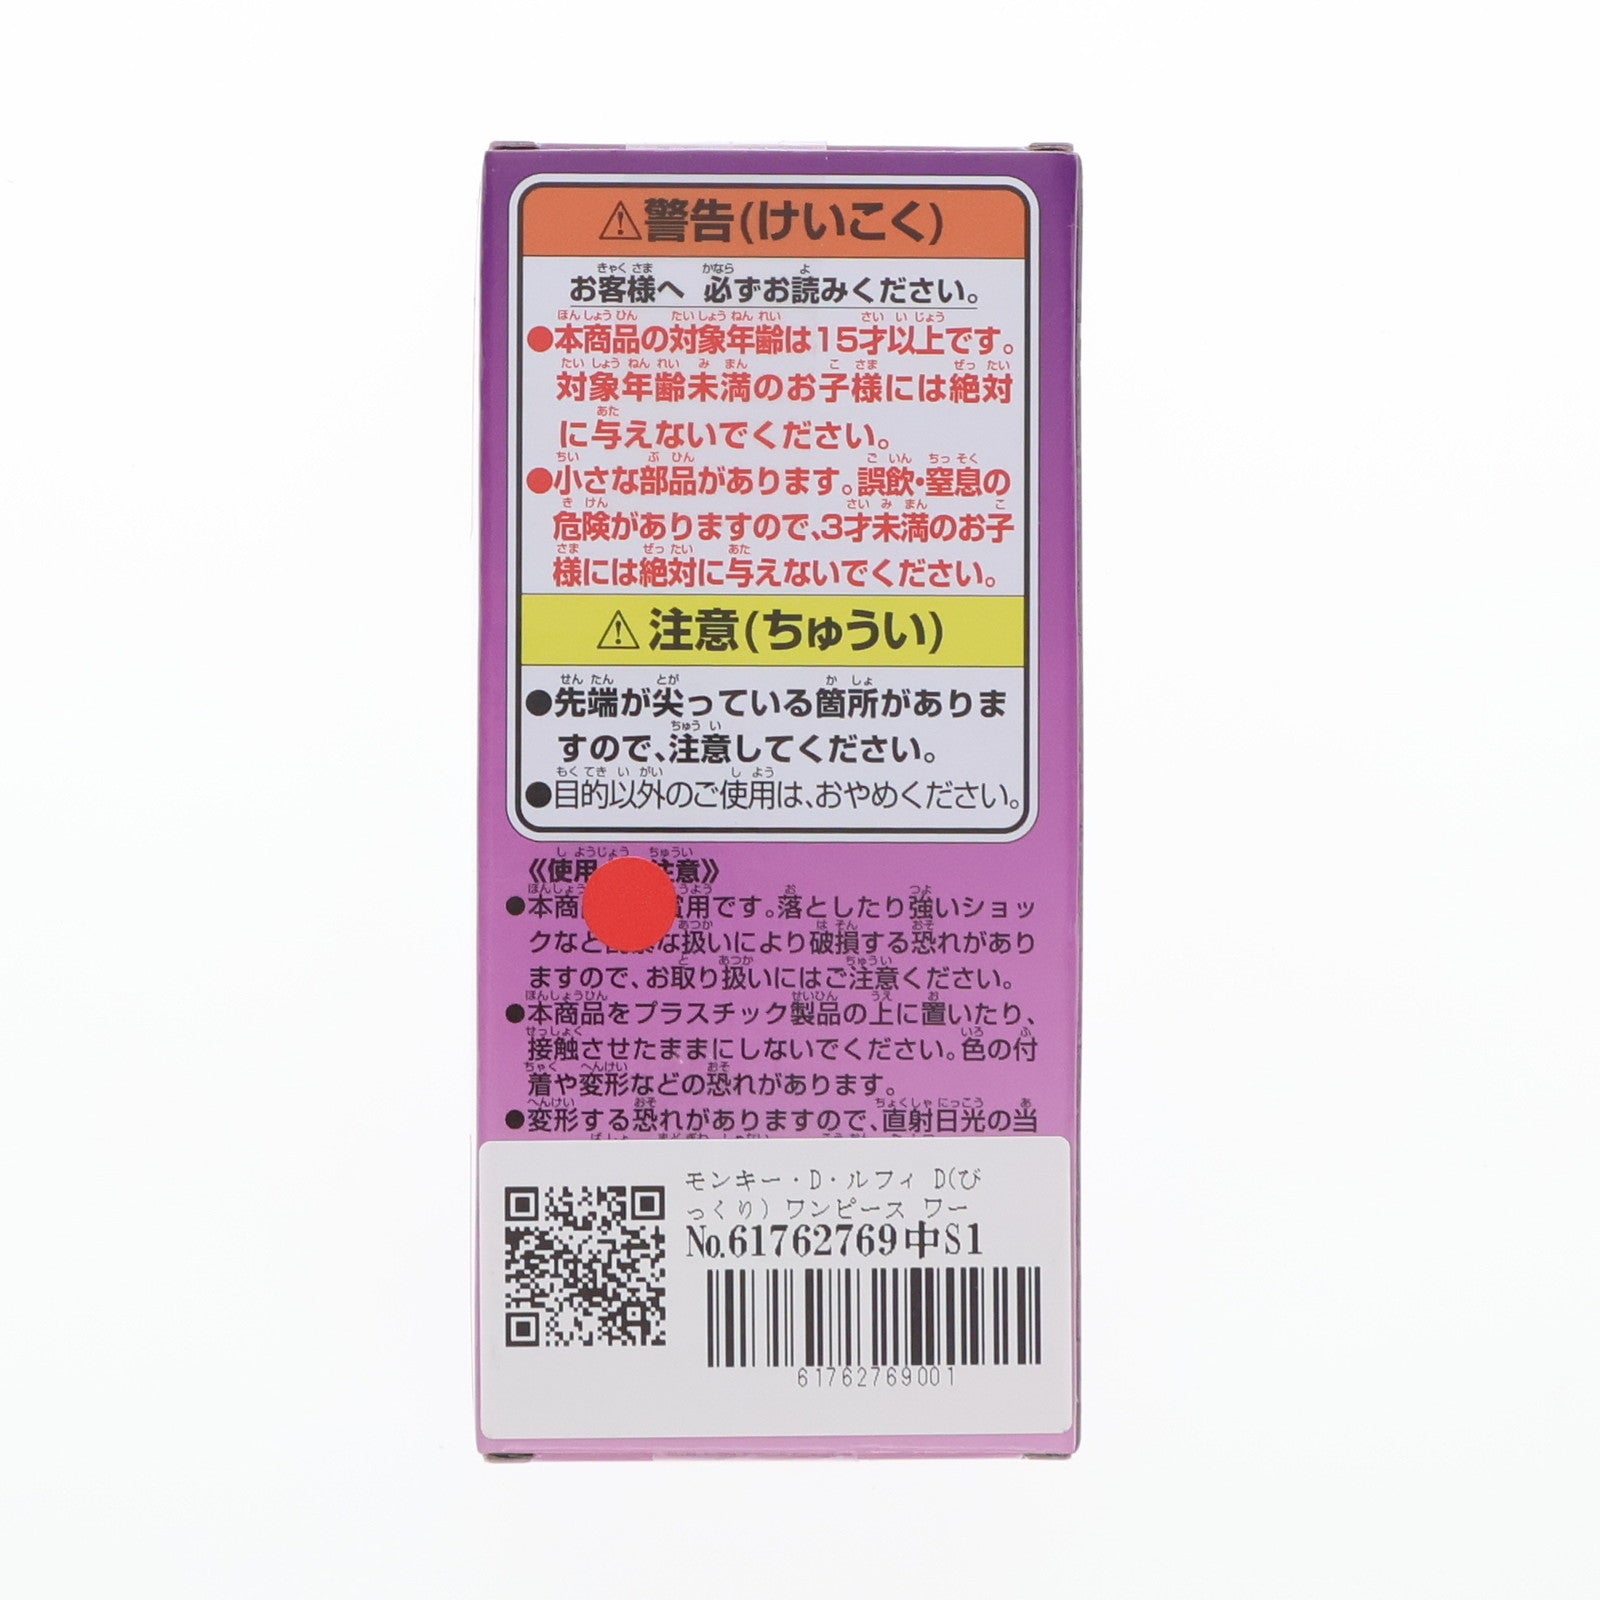 ⚠警告(けいこく)
お客様へ 必ずお読みください。
●本商品の対象年齢は15才以上です。
対象年齢未満のお子様には絶対
に与えないでください。
●小さな部品があります。誤飲・窒息の
危険がありますので、3才未満のお子
様には絶対に与えないでください。
⚠注意(ちゅうい)
●先端が尖っている箇所がありま
すので、注意してください。
●目的以外のご使用は、おやめください。
《使用 注意》
●本商 賞用です。落としたり強いショッ
クなど な扱いにより破損する恐れがあり
ますので、お取り扱いにはご注意ください。
●本商品をプラスチック製品の上に置いたり、
接触させたままにしないでください。色の付
着や変形などの恐れがあります。
●変形する恐れがありますので、直射日光の当
モンキー・D・ルフィ D(び
っくり) ワンピース ワー
No.61762769中S1
61762769001